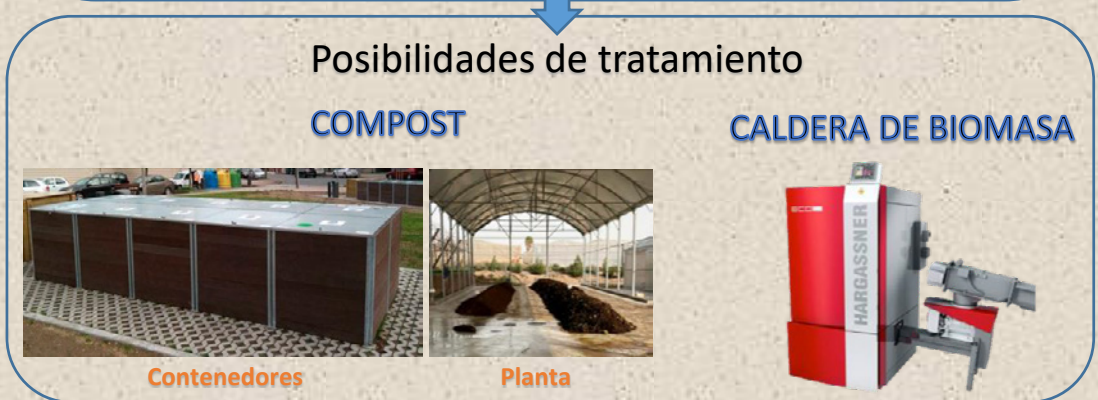 Posibilidades de tratamiento
COMPOST
CALDERA DE BIOMASA
HARGASSNER
Contenedores
Planta